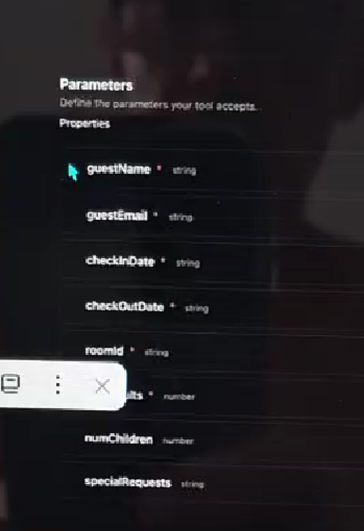 Parameters
Define the parameters your tool accepts.
Properties
guestName * string
guestEmail * string
checkInDate * string
checkOutDate * string
roomId * string
ults * number
numChildren number
specialRequests string